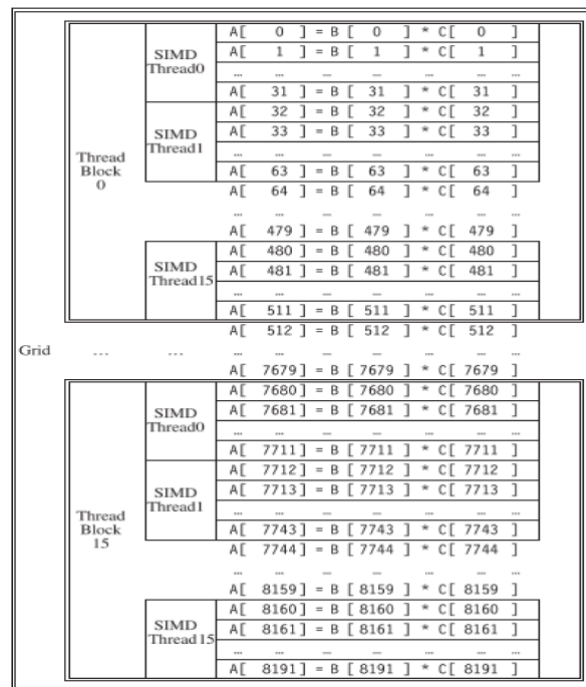 A[ 0 ] = B [ 0 ] * C[ 0 ]
SIMD Thread0 A[ 1 ] = B [ 1 ] * C[ 1 ]
... ... ... ... ... ... ...
A[ 31 ] = B [ 31 ] * C[ 31 ]
A[ 32 ] = B [ 32 ] * C[ 32 ]
SIMD Thread1 A[ 33 ] = B [ 33 ] * C[ 33 ]
Thread Block 0 ... ... ... ... ... ... ...
A[ 63 ] = B [ 63 ] * C[ 63 ]
A[ 64 ] = B [ 64 ] * C[ 64 ]
... ... ... ... ... ...
A[ 479 ] = B [ 479 ] * C[ 479 ]
A[ 480 ] = B [ 480 ] * C[ 480 ]
SIMD Thread15 A[ 481 ] = B [ 481 ] * C[ 481 ]
... ... ... ... ... ... ...
A[ 511 ] = B [ 511 ] * C[ 511 ]
A[ 512 ] = B [ 512 ] * C[ 512 ]
Grid ... ... ... ... ... ... ... ... ...
A[ 7679] = B [ 7679 ] * C[ 7679 ]
A[ 7680] = B [ 7680 ] * C[ 7680 ]
SIMD Thread0 A[ 7681] = B [ 7681 ] * C[ 7681 ]
... ... ... ... ... ... ...
A[ 7711] = B [ 7711 ] * C[ 7711 ]
A[ 7712] = B [ 7712 ] * C[ 7712 ]
SIMD Thread1 A[ 7713] = B [ 7713 ] * C[ 7713 ]
Thread Block 15 ... ... ... ... ... ... ...
A[ 7743] = B [ 7743 ] * C[ 7743 ]
A[ 7744] = B [ 7744 ] * C[ 7744 ]
... ... ... ... ... ... ...
A[ 8159] = B [ 8159 ] * C[ 8159 ]
A[ 8160] = B [ 8160 ] * C[ 8160 ]
SIMD Thread15 A[ 8161] = B [ 8161 ] * C[ 8161 ]
... ... ... ... ... ... ...
A[ 8191] = B [ 8191 ] * C[ 8191 ]